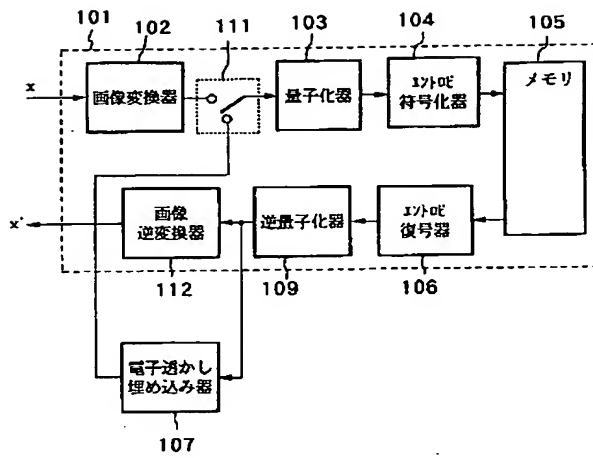 101
102
111
103
104
105
x
画像変換器
量子化器
エントロピ
符号化器
メモリ
x'
画像
逆変換器
逆量子化器
エントロピ
復号器
112
109
106
電子透かし
埋め込み器
107